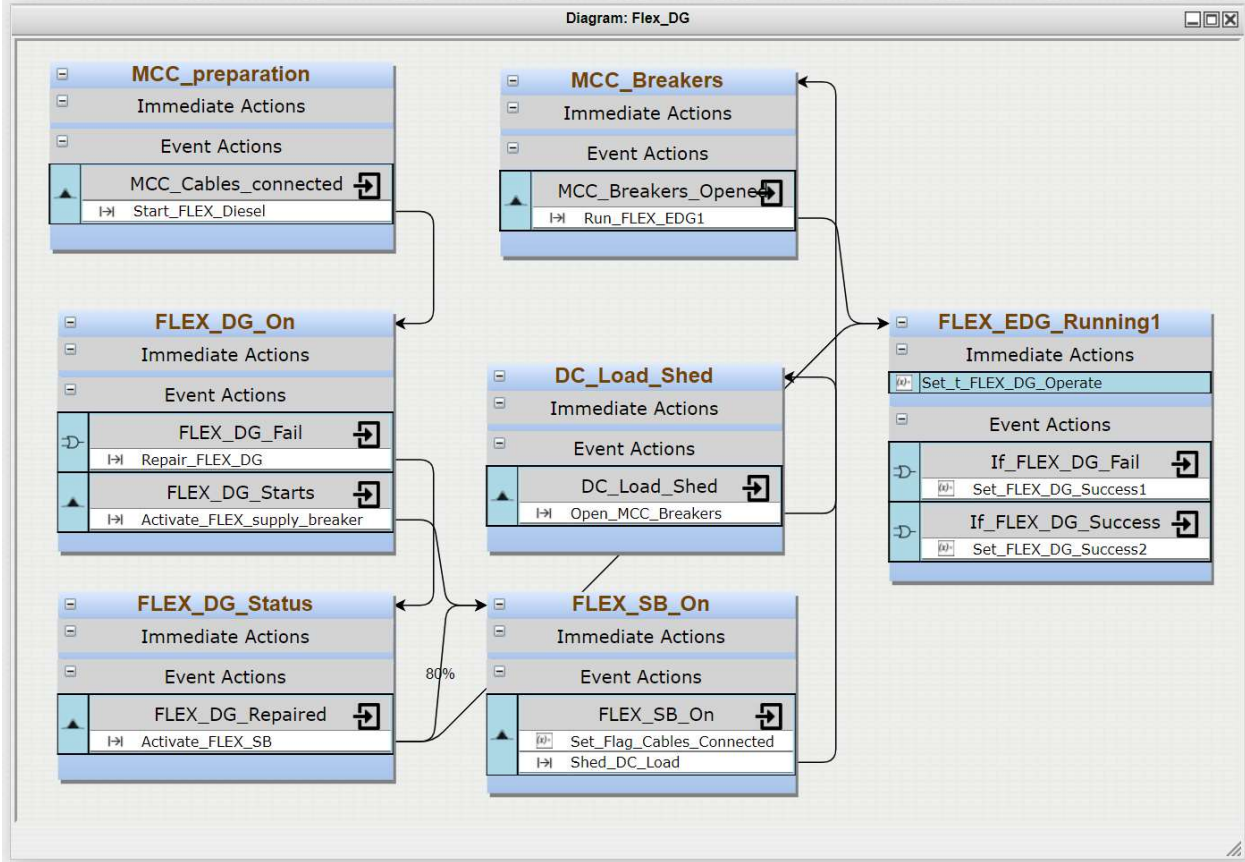 Diagram: Flex_DG
MCC_preparation
Immediate Actions
Event Actions
MCC_Cables_connected
Start_FLEX_Diesel
MCC_Breakers
Immediate Actions
Event Actions
MCC_Breakers_Opened
Run_FLEX_EDG1
FLEX_DG_On
Immediate Actions
Event Actions
FLEX_DG_Fail
Repair_FLEX_DG
FLEX_DG_Starts
Activate_FLEX_supply_breaker
DC_Load_Shed
Immediate Actions
Event Actions
DC_Load_Shed
Open_MCC_Breakers
FLEX_EDG_Running1
Immediate Actions
Set_t_FLEX_DG_Operate
Event Actions
If_FLEX_DG_Fail
Set_FLEX_DG_Success1
If_FLEX_DG_Success
Set_FLEX_DG_Success2
FLEX_DG_Status
Immediate Actions
Event Actions
FLEX_DG_Repaired
Activate_FLEX_SB
80%
FLEX_SB_On
Immediate Actions
Event Actions
FLEX_SB_On
Set_Flag_Cables_Connected
Shed_DC_Load